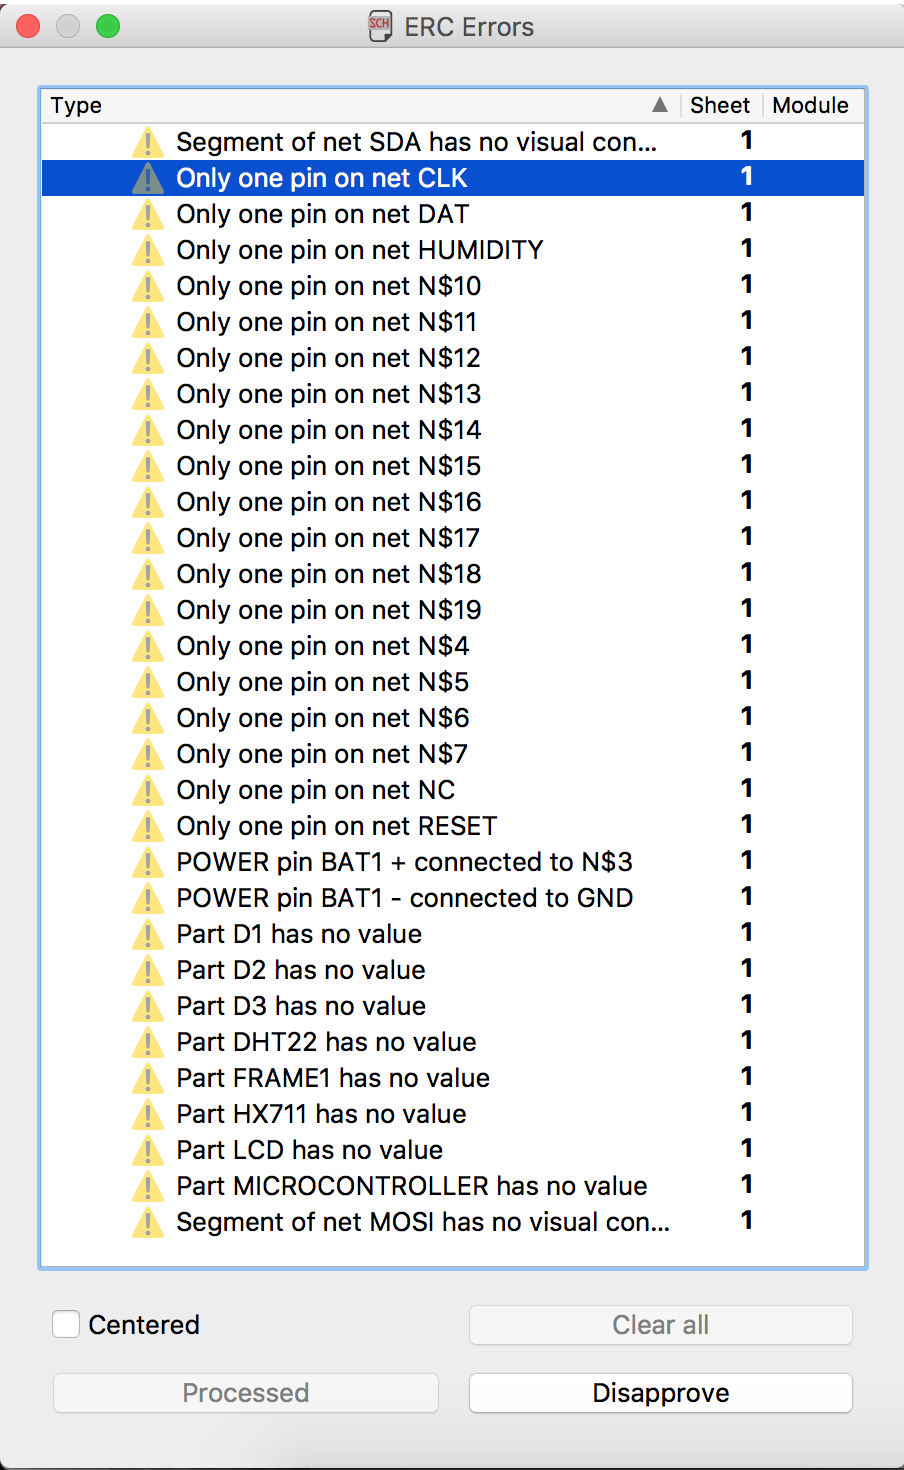 SCH ERC Errors
Type Sheet Module
Segment of net SDA has no visual con... 1
Only one pin on net CLK 1
Only one pin on net DAT 1
Only one pin on net HUMIDITY 1
Only one pin on net N$10 1
Only one pin on net N$11 1
Only one pin on net N$12 1
Only one pin on net N$13 1
Only one pin on net N$14 1
Only one pin on net N$15 1
Only one pin on net N$16 1
Only one pin on net N$17 1
Only one pin on net N$18 1
Only one pin on net N$19 1
Only one pin on net N$4 1
Only one pin on net N$5 1
Only one pin on net N$6 1
Only one pin on net N$7 1
Only one pin on net NC 1
Only one pin on net RESET 1
POWER pin BAT1 + connected to N$3 1
POWER pin BAT1 - connected to GND 1
Part D1 has no value 1
Part D2 has no value 1
Part D3 has no value 1
Part DHT22 has no value 1
Part FRAME1 has no value 1
Part HX711 has no value 1
Part LCD has no value 1
Part MICROCONTROLLER has no value 1
Segment of net MOSI has no visual con... 1
Centered Clear all
Processed Disapprove